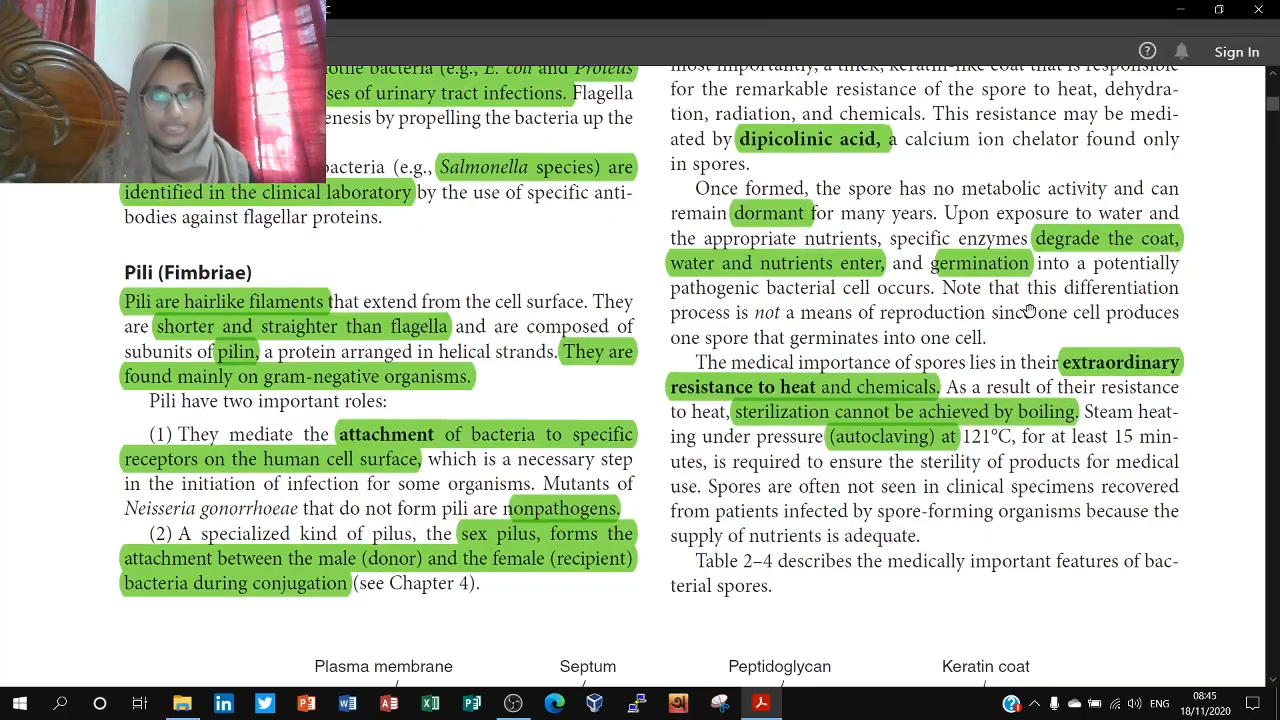 Sign In
otile bacteria (e.g., E. coli and Proteus
ses of urinary tract infections. Flagella
enesis by propelling the bacteria up the
bacteria (e.g., Salmonella species) are
identified in the clinical laboratory by the use of specific anti-
bodies against flagellar proteins.
Pili (Fimbriae)
Pili are hairlike filaments that extend from the cell surface. They
are shorter and straighter than flagella and are composed of
subunits of pilin, a protein arranged in helical strands. They are
found mainly on gram-negative organisms.
Pili have two important roles:
(1) They mediate the attachment of bacteria to specific
receptors on the human cell surface, which is a necessary step
in the initiation of infection for some organisms. Mutants of
Neisseria gonorrhoeae that do not form pili are nonpathogens.
(2) A specialized kind of pilus, the sex pilus, forms the
attachment between the male (donor) and the female (recipient)
bacteria during conjugation (see Chapter 4).
most importantly, a thick, keratin-like coat that is responsible
for the remarkable resistance of the spore to heat, dehydra-
tion, radiation, and chemicals. This resistance may be medi-
ated by dipicolinic acid, a calcium ion chelator found only
in spores.
Once formed, the spore has no metabolic activity and can
remain dormant for many years. Upon exposure to water and
the appropriate nutrients, specific enzymes degrade the coat,
water and nutrients enter, and germination into a potentially
pathogenic bacterial cell occurs. Note that this differentiation
process is not a means of reproduction since one cell produces
one spore that germinates into one cell.
The medical importance of spores lies in their extraordinary
resistance to heat and chemicals. As a result of their resistance
to heat, sterilization cannot be achieved by boiling. Steam heat-
ing under pressure (autoclaving) at 121°C, for at least 15 min-
utes, is required to ensure the sterility of products for medical
use. Spores are often not seen in clinical specimens recovered
from patients infected by spore-forming organisms because the
supply of nutrients is adequate.
Table 2–4 describes the medically important features of bac-
terial spores.
Plasma membrane Septum Peptidoglycan Keratin coat
ENG
08:45
18/11/2020